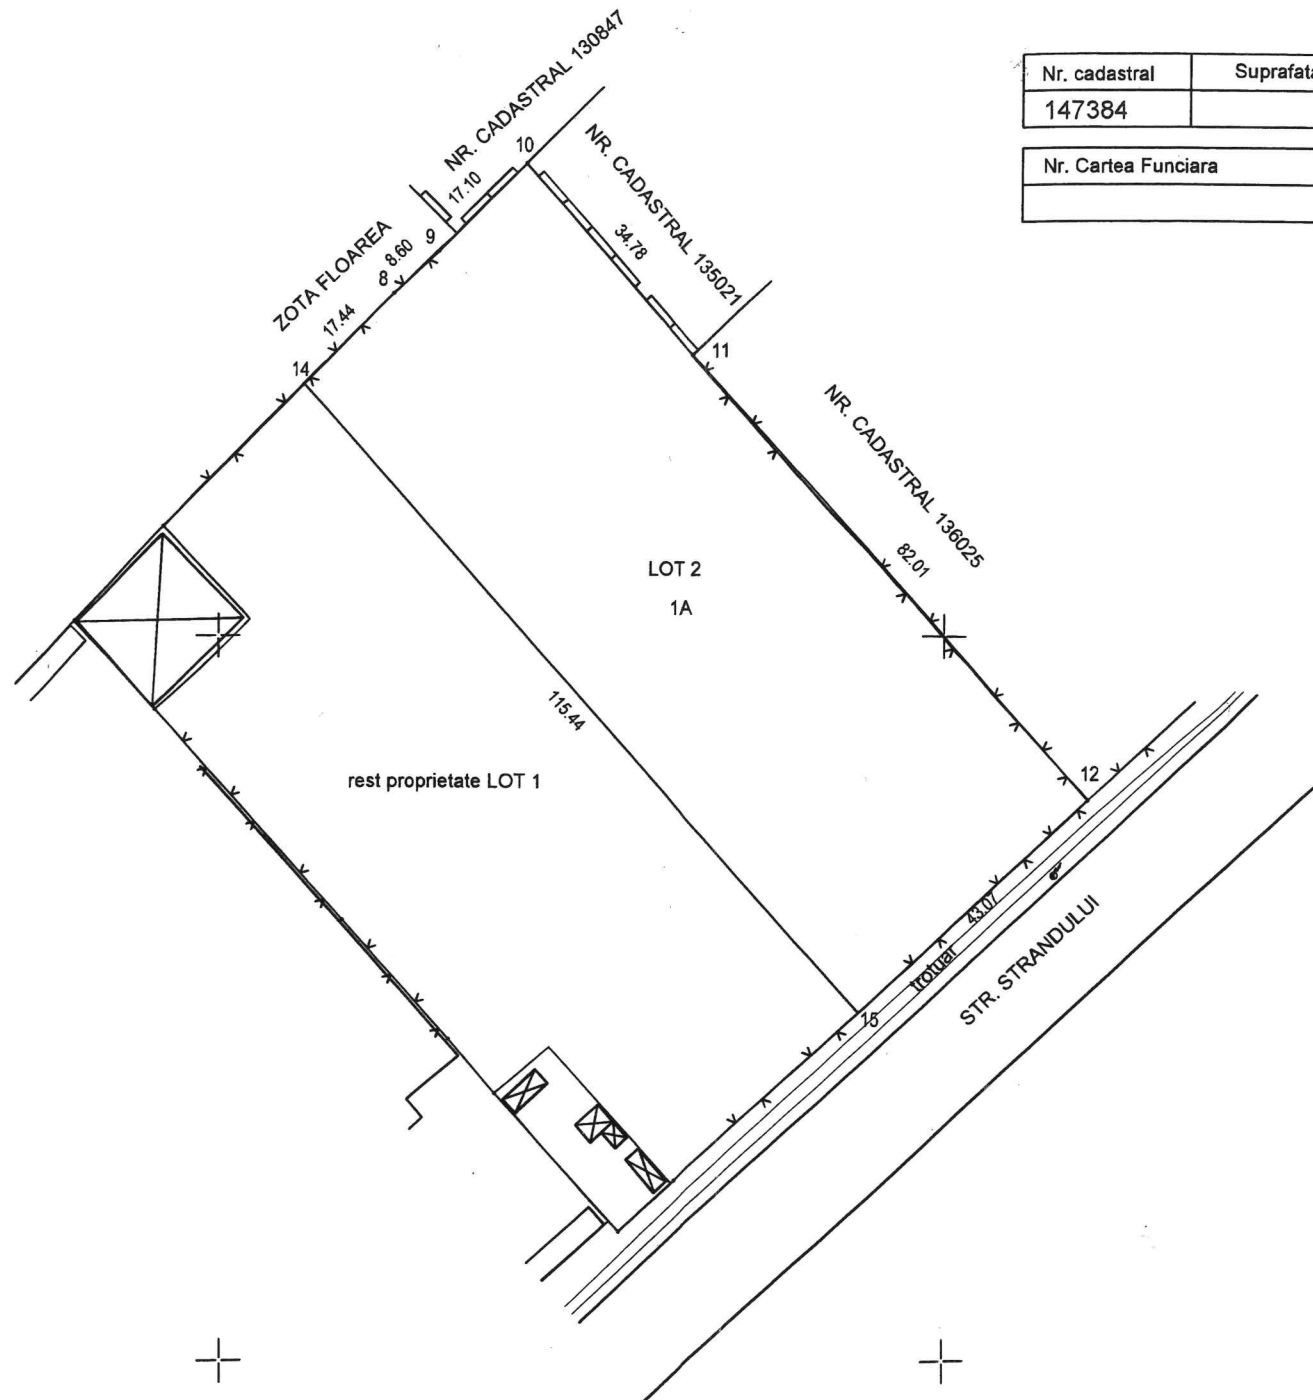 Nr. cadastral
147384
Nr. Cartea Funciara
NR. CADASTRAL 130847
10
17.10
NR. CADASTRAL 135021
34.78
ZOTA FLOAREA
9
8.60
8
17.44
14
11
NR. CADASTRAL 136025
82.01
LOT 2
1A
115.44
rest proprietate LOT 1
12
43.07
trotuar
15
STR. STRANDULUI